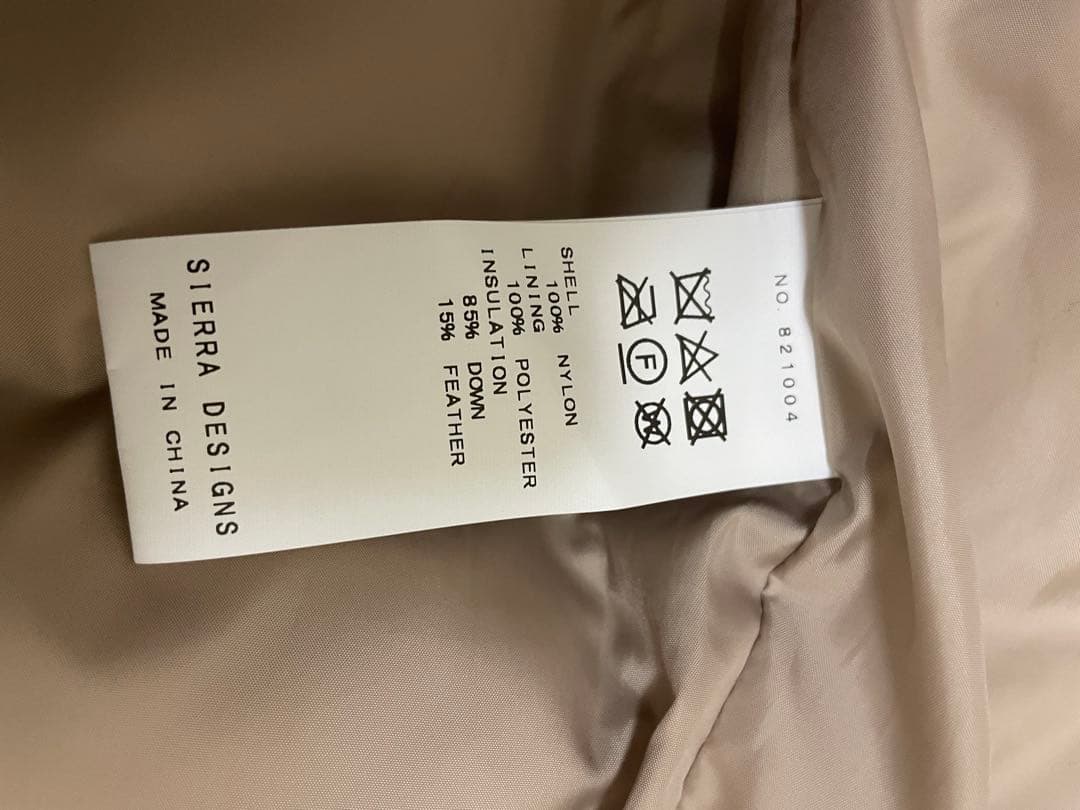 NO. 821004
F
W
SHELL
100% NYLON
LINING
100% POLYESTER
INSULATION
85% DOWN
15% FEATHER
SIERRA DESIGNS
MADE IN CHINA